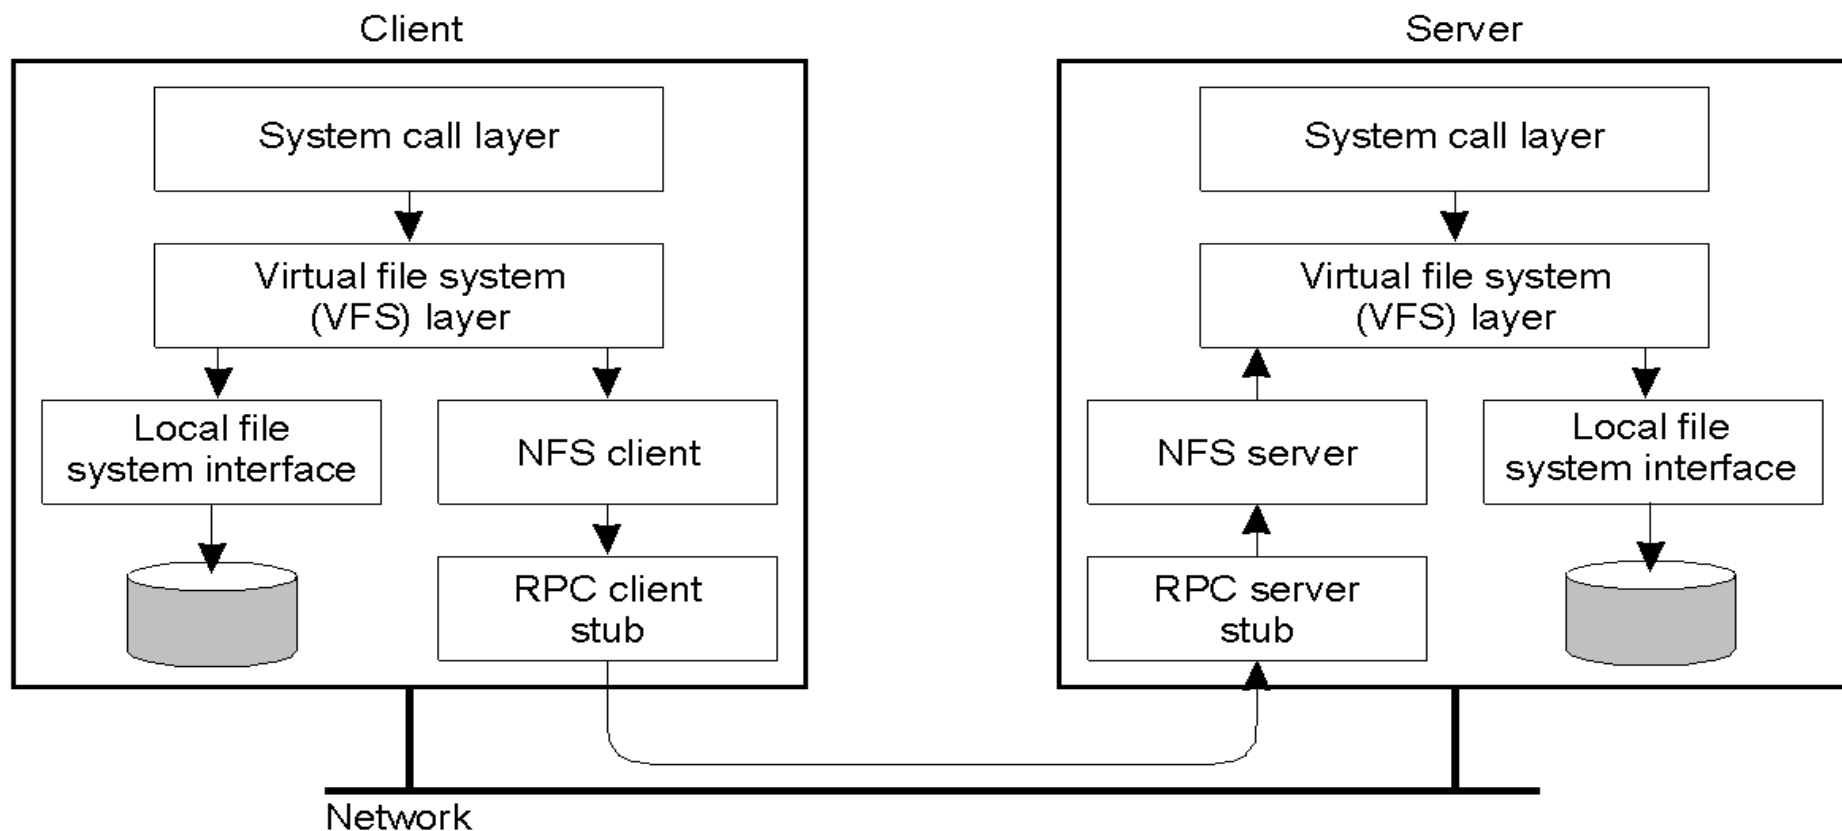 Client
System call layer
Virtual file system
(VFS) layer
Local file
system interface
NFS client
RPC client
stub
Server
System call layer
Virtual file system
(VFS) layer
NFS server
Local file
system interface
RPC server
stub
Network